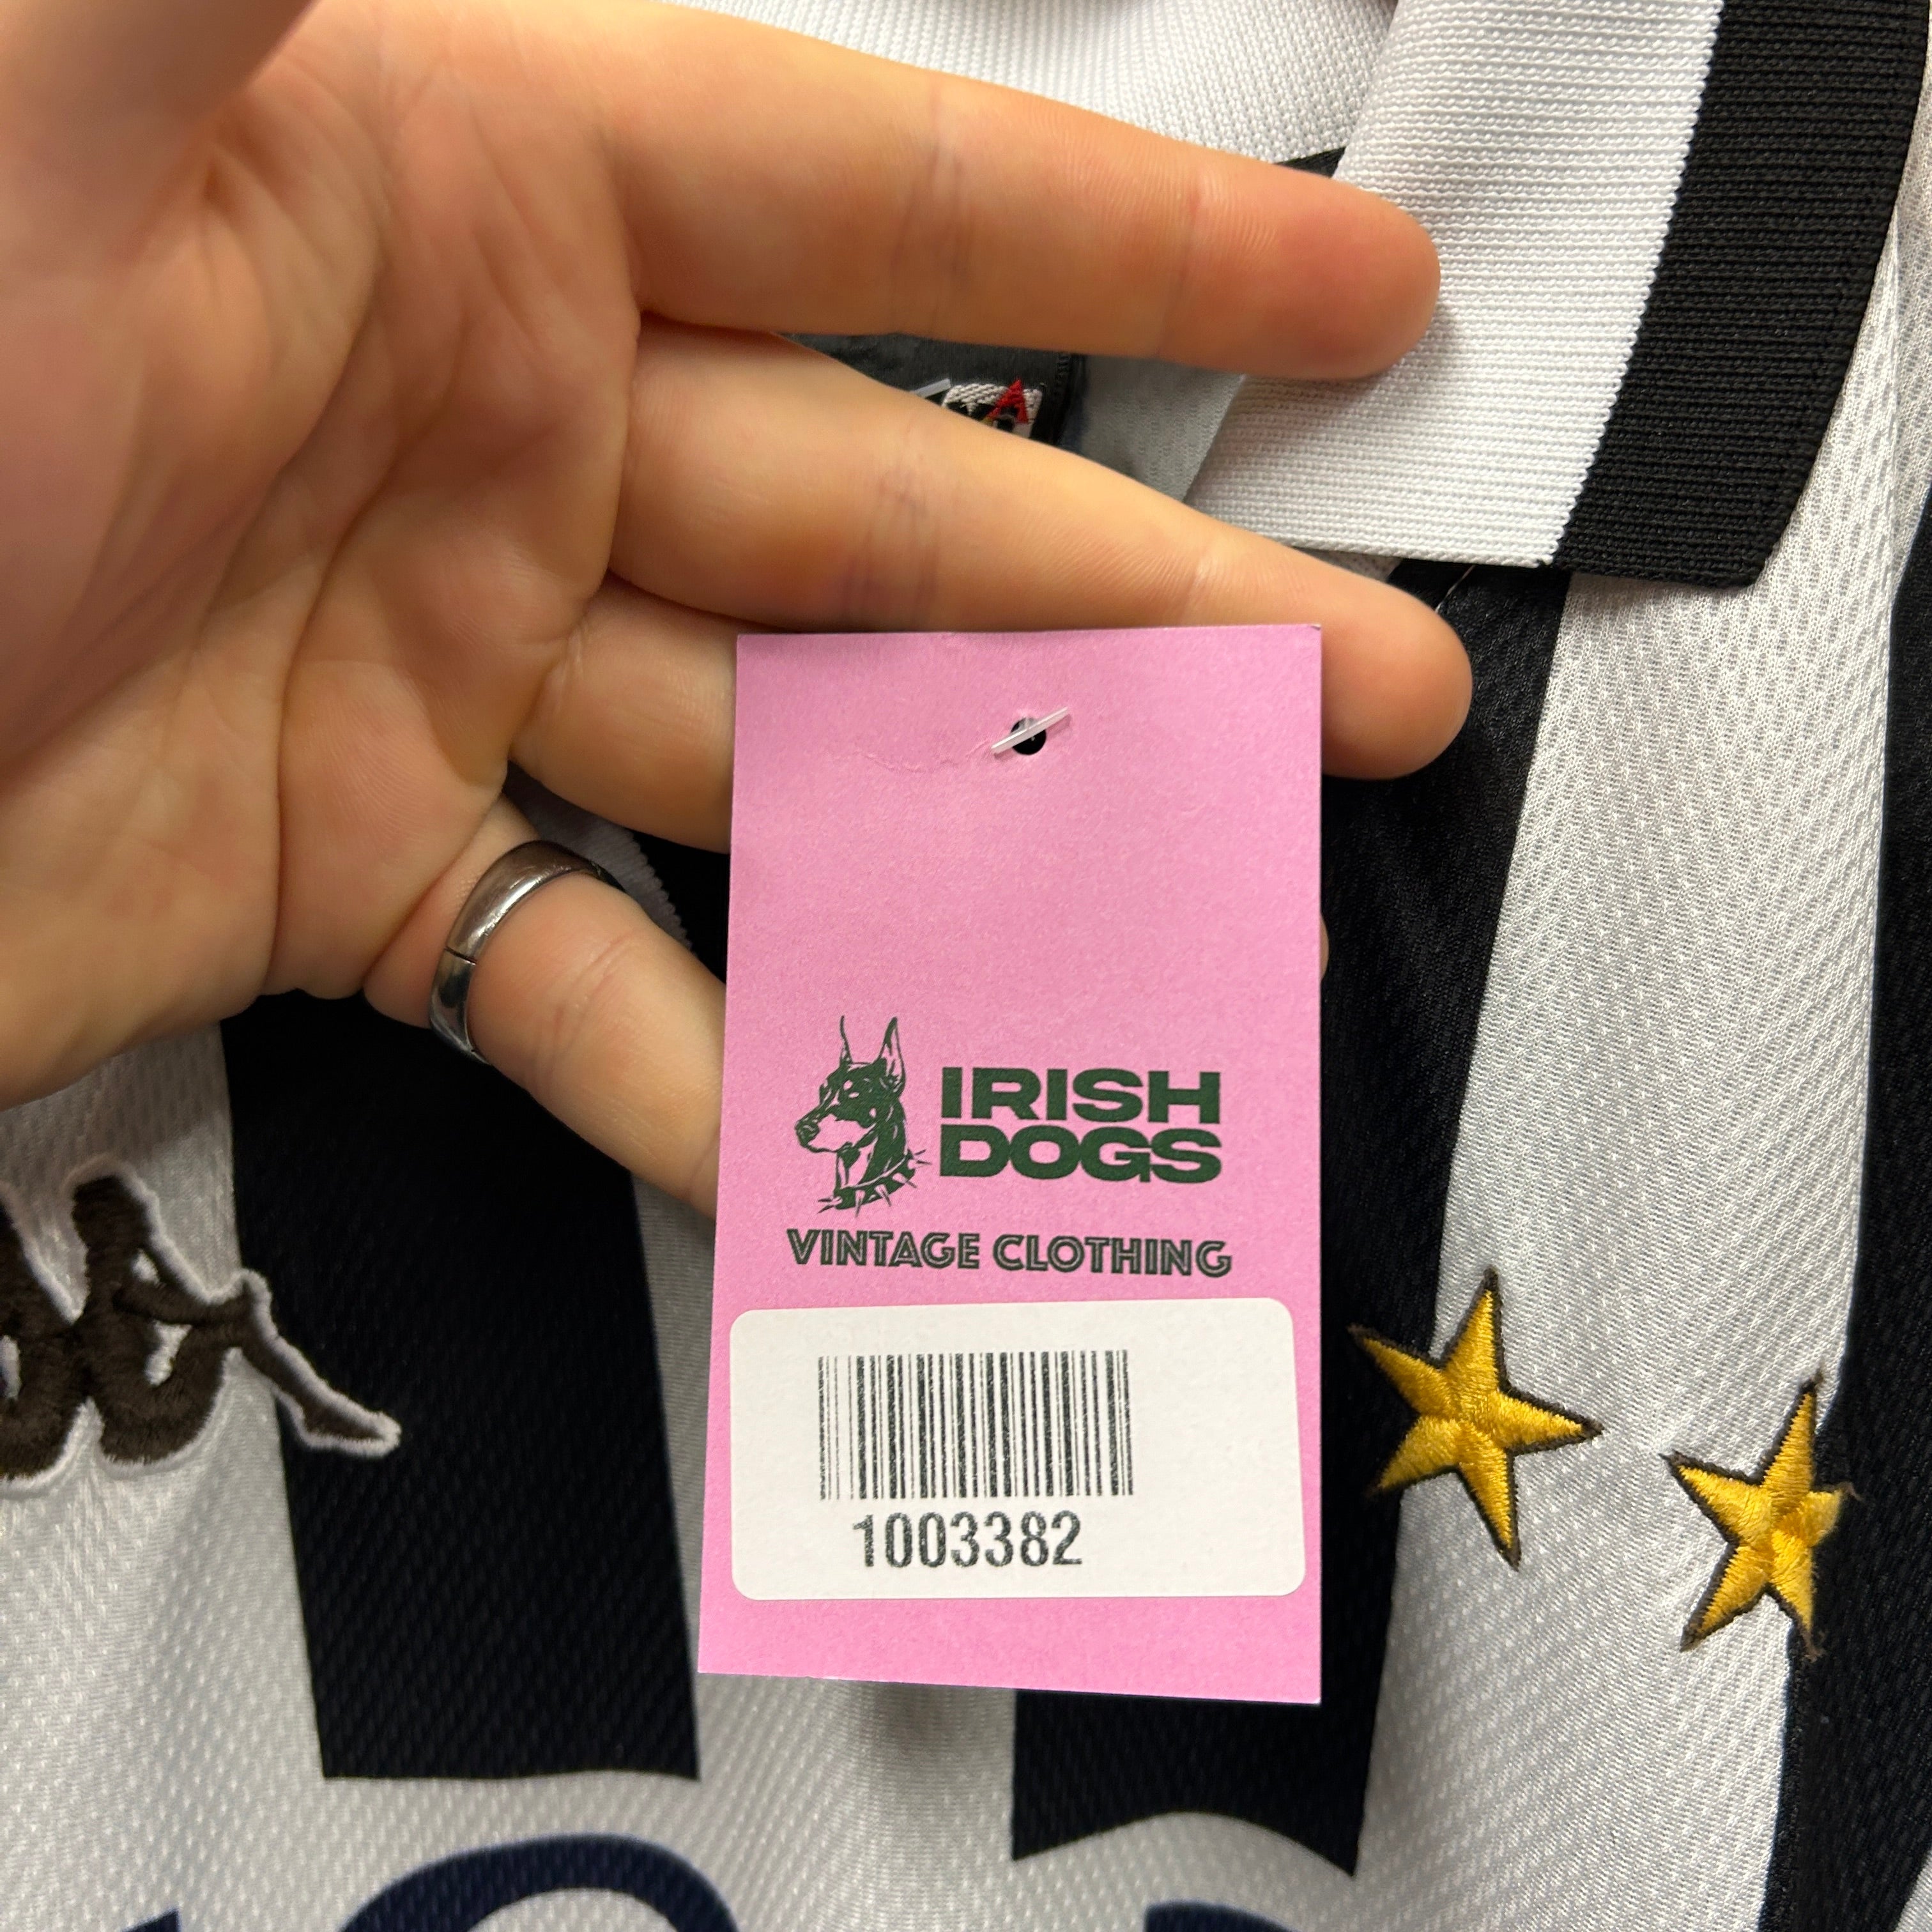 IRISH
DOGS
VINTAGE CLOTHING
1003382